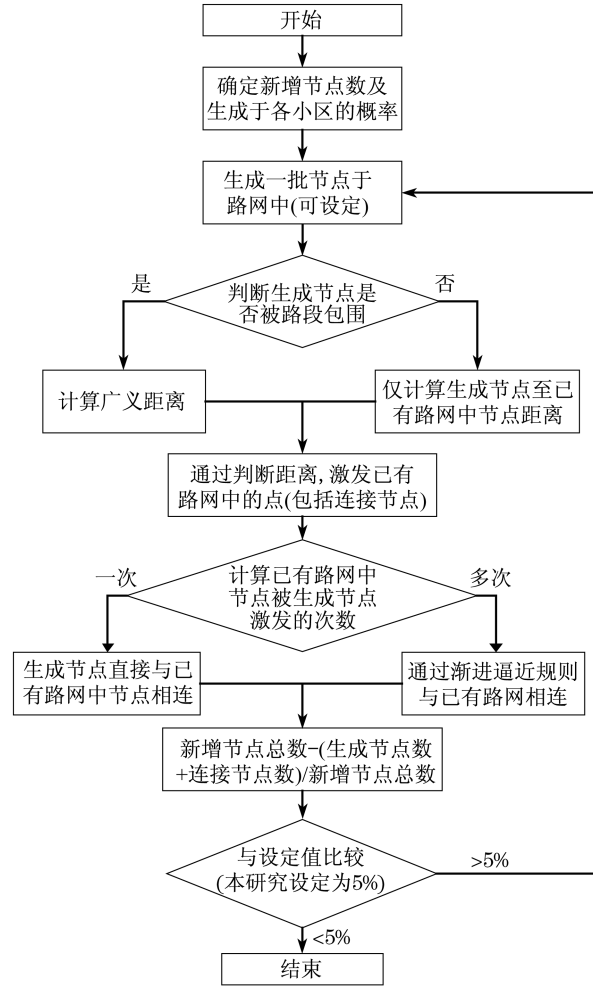 开始
确定新增节点数及
生成于各小区的概率
生成一批节点于
路网中(可设定)
判断生成节点是
否被路段包围
是
否
计算广义距离
仅计算生成节点至已
有路网中节点距离
通过判断距离,激发已有
路网中的点(包括连接节点)
计算已有路网中
节点被生成节点
激发的次数
一次
多次
生成节点直接与已
有路网中节点相连
通过渐进逼近规则
与已有路网相连
新增节点总数-(生成节点数
+连接节点数)/新增节点总数
与设定值比较
(本研究设定为5%)
>5%
<5%
结束